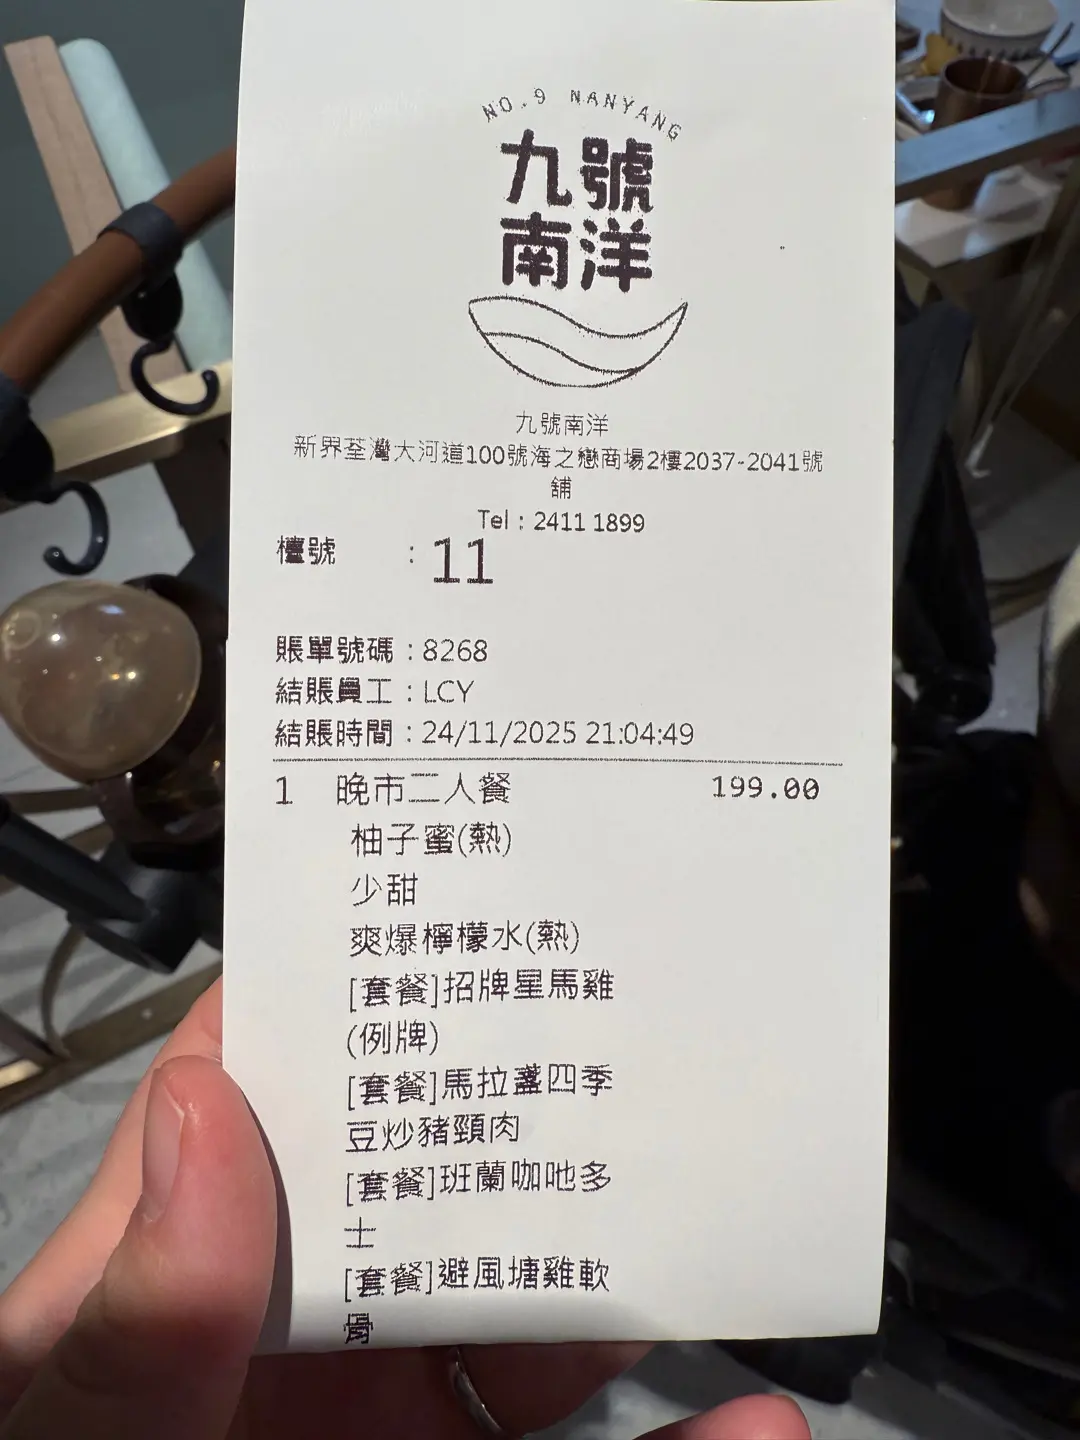 NO.9 NANYANG
九號
南洋
九號南洋
新界荃灣大河道100號海之戀商場2樓2037-2041號
舖
Tel : 2411 1899
檯號 : 11
賬單號碼 : 8268
結賬員工 : LCY
結賬時間 : 24/11/2025 21:04:49
1 晚市二人餐 199.00
柚子蜜(熱)
少甜
爽爆檸檬水(熱)
[套餐]招牌星馬雞
(例牌)
[套餐]馬拉盞四季
豆炒豬頸肉
[套餐]班蘭咖吔多
士
[套餐]避風塘雞軟
骨